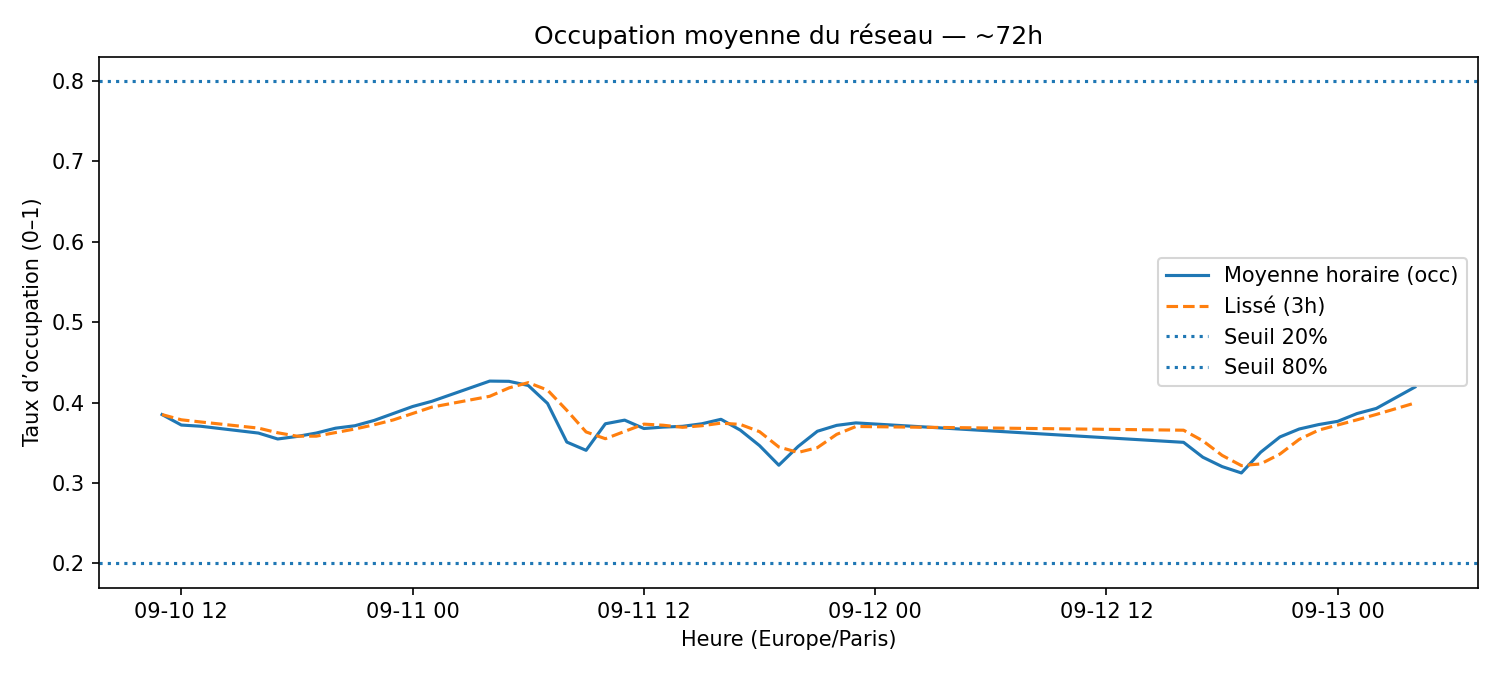 Occupation moyenne du réseau — ~72h
Taux d’occupation (0–1)
0.8
0.7
0.6
0.5
0.4
0.3
0.2
Moyenne horaire (occ)
Lissé (3h)
Seuil 20%
Seuil 80%
09-10 12
09-11 00
09-11 12
09-12 00
09-12 12
09-13 00
Heure (Europe/Paris)